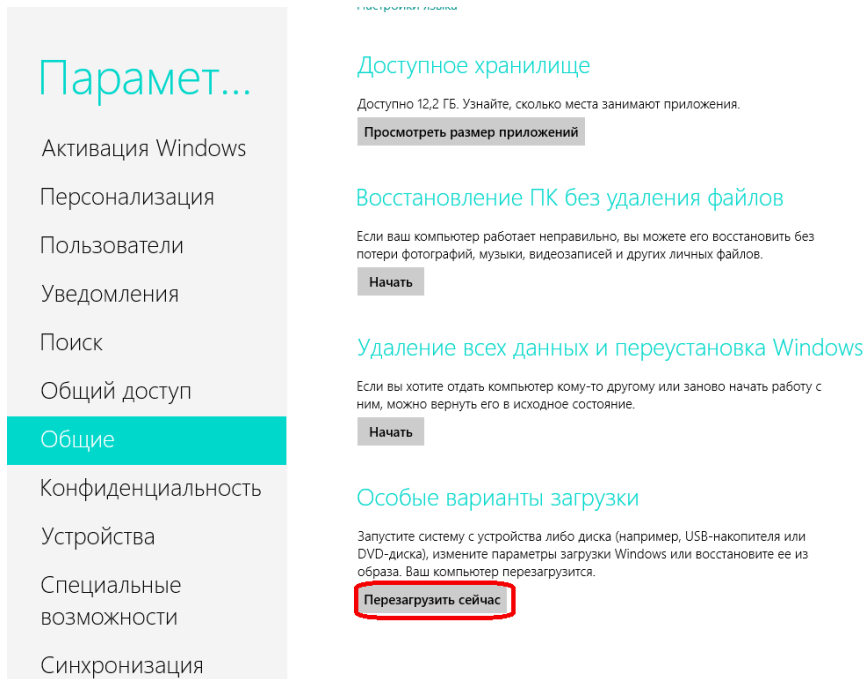 Настройки языка
Парамет...
Активация Windows
Персонализация
Пользователи
Уведомления
Поиск
Общий доступ
Общие
Конфиденциальность
Устройства
Специальные
возможности
Синхронизация
Доступное хранилище
Доступно 12,2 ГБ. Узнайте, сколько места занимают приложения.
Просмотреть размер приложений
Восстановление ПК без удаления файлов
Если ваш компьютер работает неправильно, вы можете его восстановить без
потери фотографий, музыки, видеозаписей и других личных файлов.
Начать
Удаление всех данных и переустановка Windows
Если вы хотите отдать компьютер кому-то другому или заново начать работу с
ним, можно вернуть его в исходное состояние.
Начать
Особые варианты загрузки
Запустите систему с устройства либо диска (например, USB-накопителя или
DVD-диска), измените параметры загрузки Windows или восстановите ее из
образа. Ваш компьютер перезагрузится.
Перезагрузить сейчас